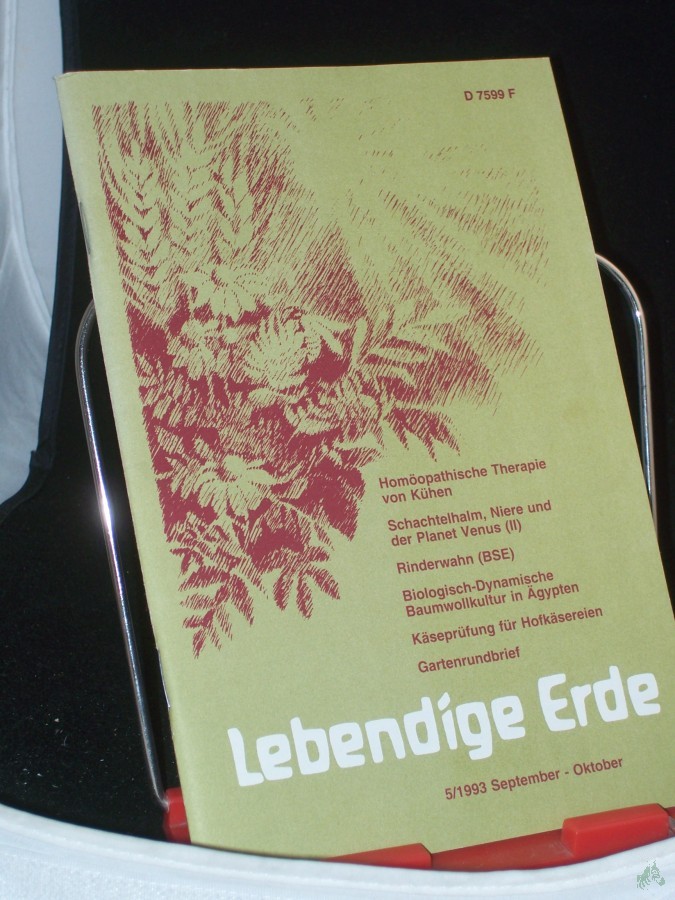 D 7599 F
Homöopathische Therapie
von Kühen
Schachtelhalm, Niere und
der Planet Venus (II)
Rinderwahn (BSE)
Biologisch-Dynamische
Baumwollkultur in Ägypten
Käseprüfung für Hofkäsereien
Gartenrundbrief
Lebendige Erde
5/1993 September - Oktober